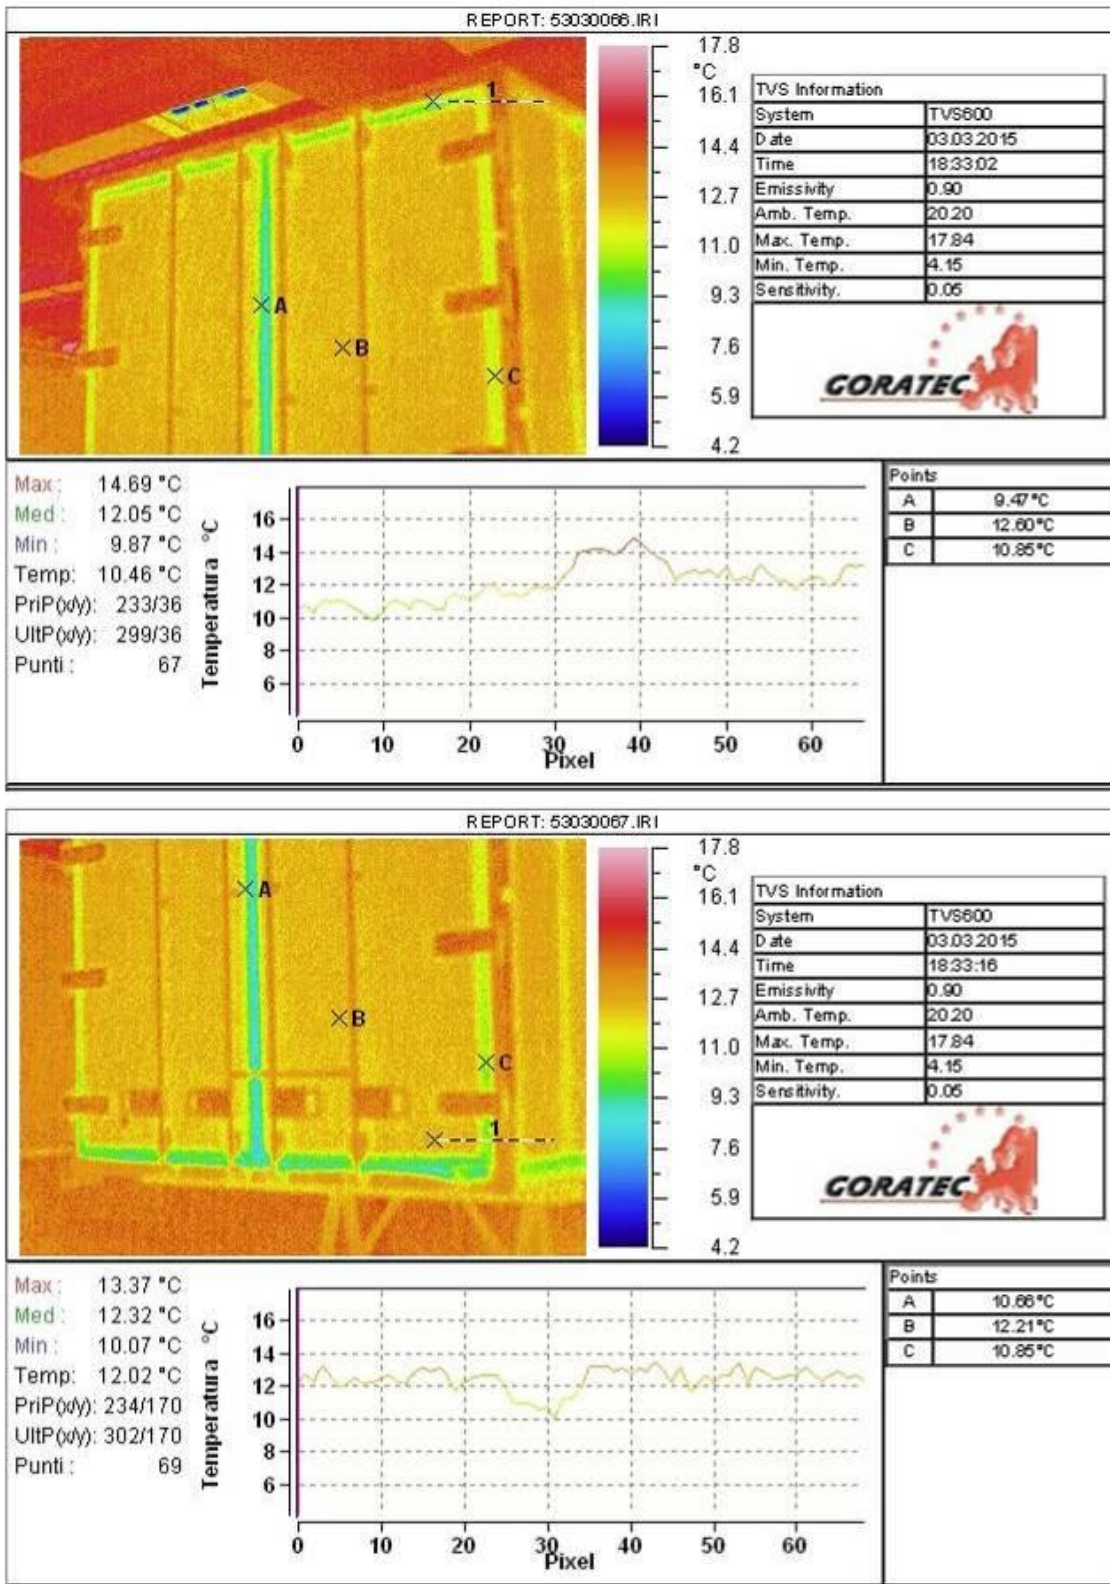 REPORT: 53030066.IRI
1
A
B
C
17.8
°C
16.1
14.4
12.7
11.0
9.3
7.6
5.9
4.2
TVS Information
System TVS600
Date 03.03.2015
Time 18:33:02
Emissivity 0.90
Amb. Temp. 20.20
Max. Temp. 17.84
Min. Temp. 4.15
Sensitivity. 0.05
GORATEC
Max : 14.69 °C
Med : 12.05 °C
Min : 9.87 °C
Temp: 10.46 °C
PriP(x/y): 233/36
UltP(x/y): 299/36
Punti : 67
Temperatura °C
16
14
12
10
8
6
0 10 20 30 40 50 60
Pixel
Points
A 9.47°C
B 12.60°C
C 10.85°C
REPORT: 53030067.IRI
A
B
C
1
17.8
°C
16.1
14.4
12.7
11.0
9.3
7.6
5.9
4.2
TVS Information
System TVS600
Date 03.03.2015
Time 18:33:16
Emissivity 0.90
Amb. Temp. 20.20
Max. Temp. 17.84
Min. Temp. 4.15
Sensitivity. 0.05
GORATEC
Max : 13.37 °C
Med : 12.32 °C
Min : 10.07 °C
Temp: 12.02 °C
PriP(x/y): 234/170
UltP(x/y): 302/170
Punti : 69
Temperatura °C
16
14
12
10
8
6
0 10 20 30 40 50 60
Pixel
Points
A 10.66°C
B 12.21°C
C 10.85°C